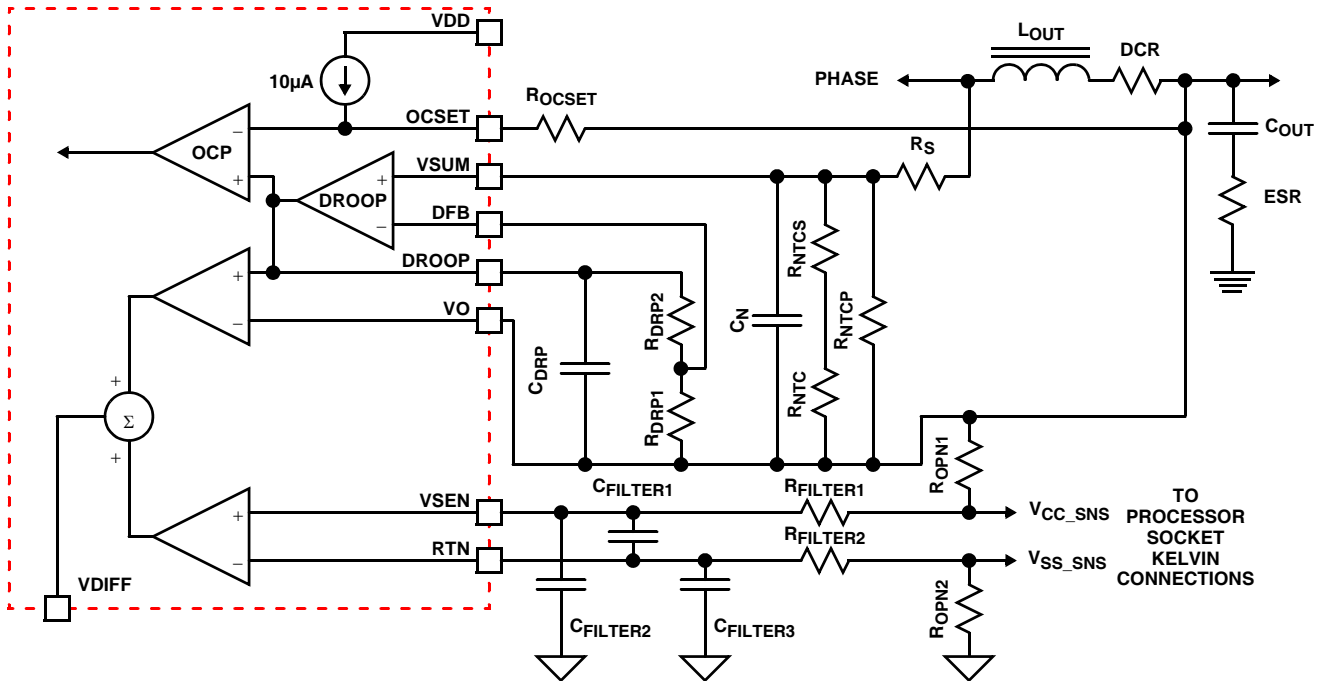 VDD
10µA
OCSET
ROCSET
PHASE
LOUT
DCR
COUT
ESR
OCP
−
+
DROOP
+
−
VSUM
DFB
DROOP
VO
+
−
RS
CDRP
RDRP2
RDRP1
CN
RNTCS
RNTC
RNTCP
ROPN1
+
Σ
+
VSEN
RTN
+
−
VDIFF
CFILTER1
RFILTER1
RFILTER2
CFILTER2
CFILTER3
ROPN2
VCC_SNS
VSS_SNS
TO
PROCESSOR
SOCKET
KELVIN
CONNECTIONS